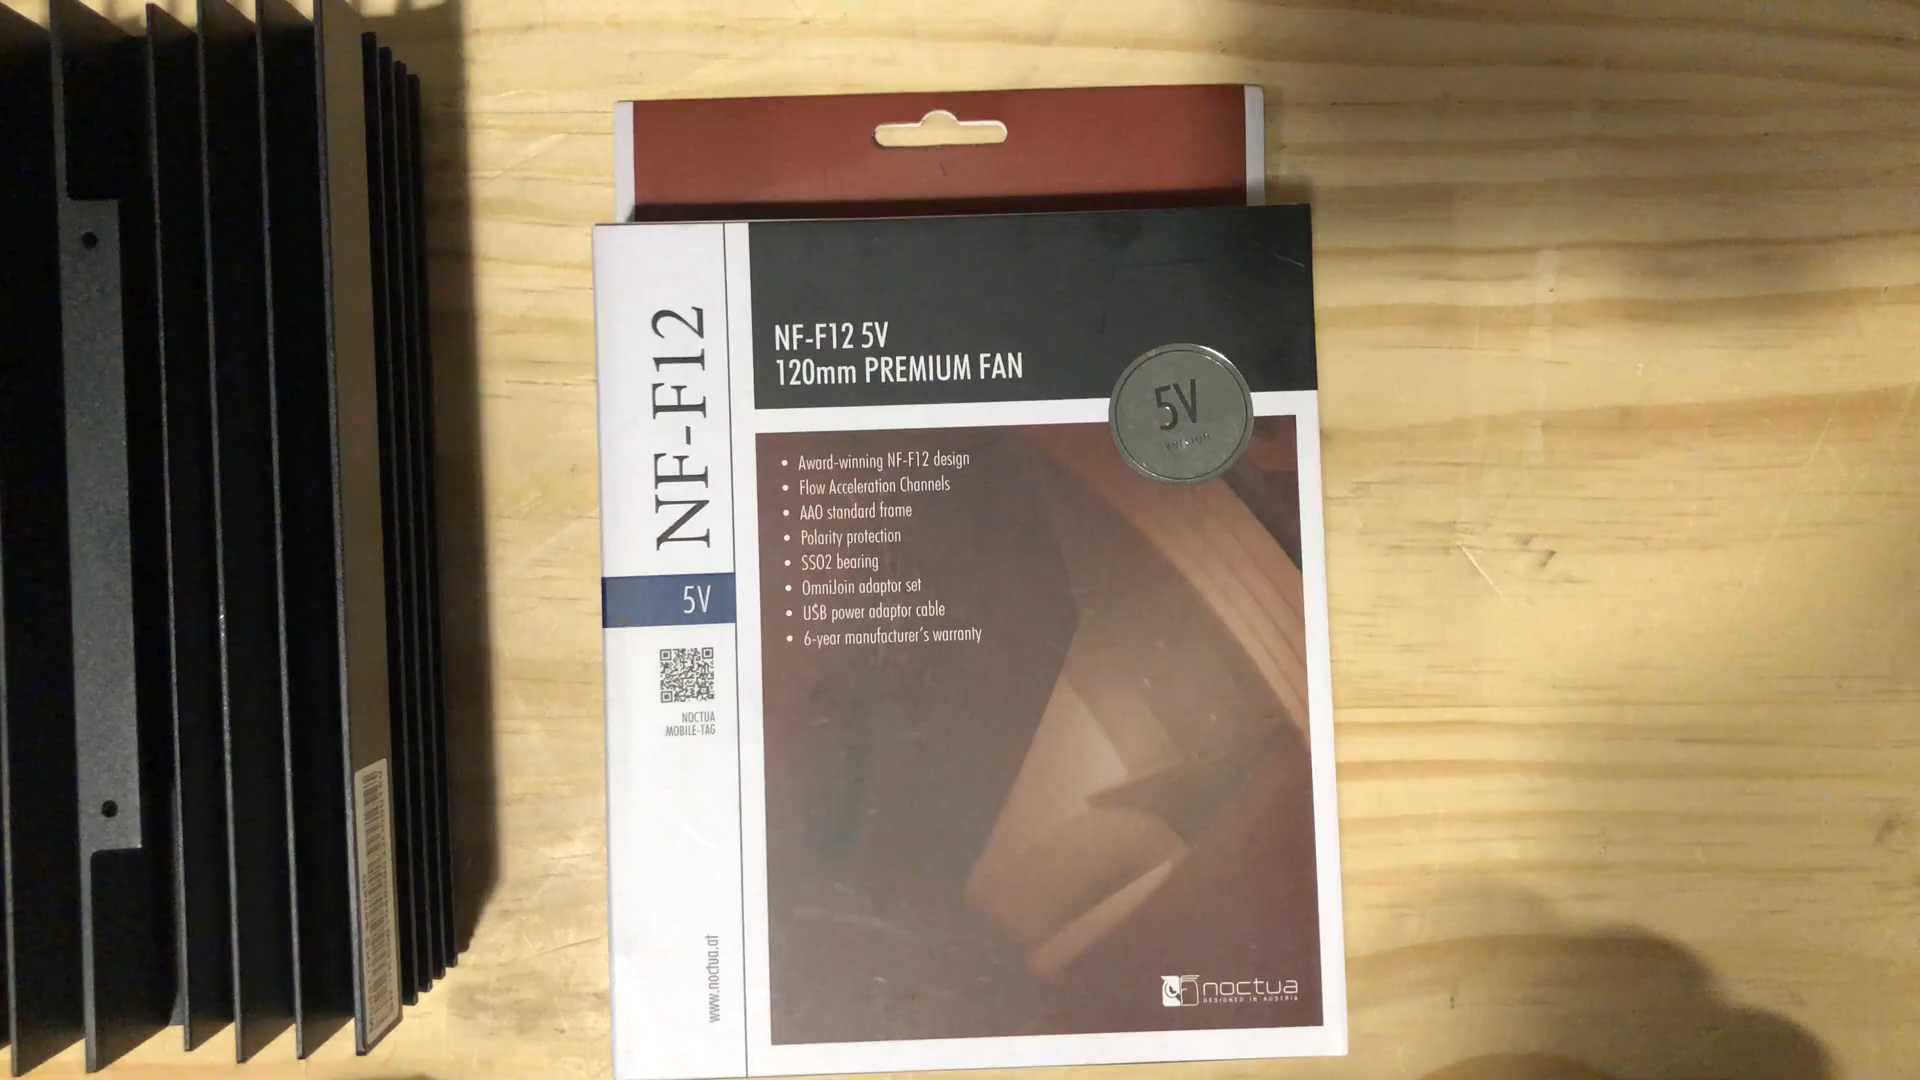 NF-F12
5V
NOCTUA
MOBILE-TAG
www.noctua.at
NF-F12 5V
120mm PREMIUM FAN
5V
version
• Award-winning NF-F12 design
• Flow Acceleration Channels
• AAO standard frame
• Polarity protection
• SSO2 bearing
• OmniJoin adaptor set
• USB power adaptor cable
• 6-year manufacturer's warranty
noctua
DESIGNED IN AUSTRIA